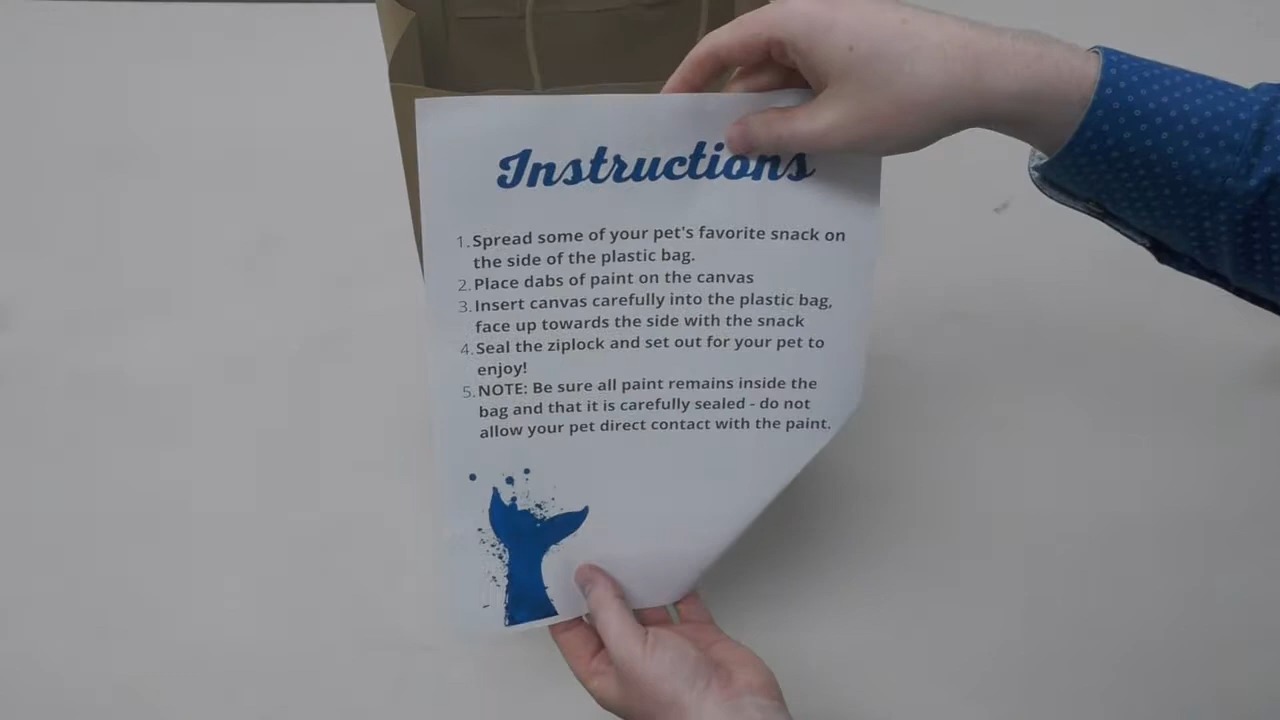 Instructions
1. Spread some of your pet's favorite snack on
the side of the plastic bag.
2. Place dabs of paint on the canvas
3. Insert canvas carefully into the plastic bag,
face up towards the side with the snack
4. Seal the ziplock and set out for your pet to
enjoy!
5. NOTE: Be sure all paint remains inside the
bag and that it is carefully sealed - do not
allow your pet direct contact with the paint.